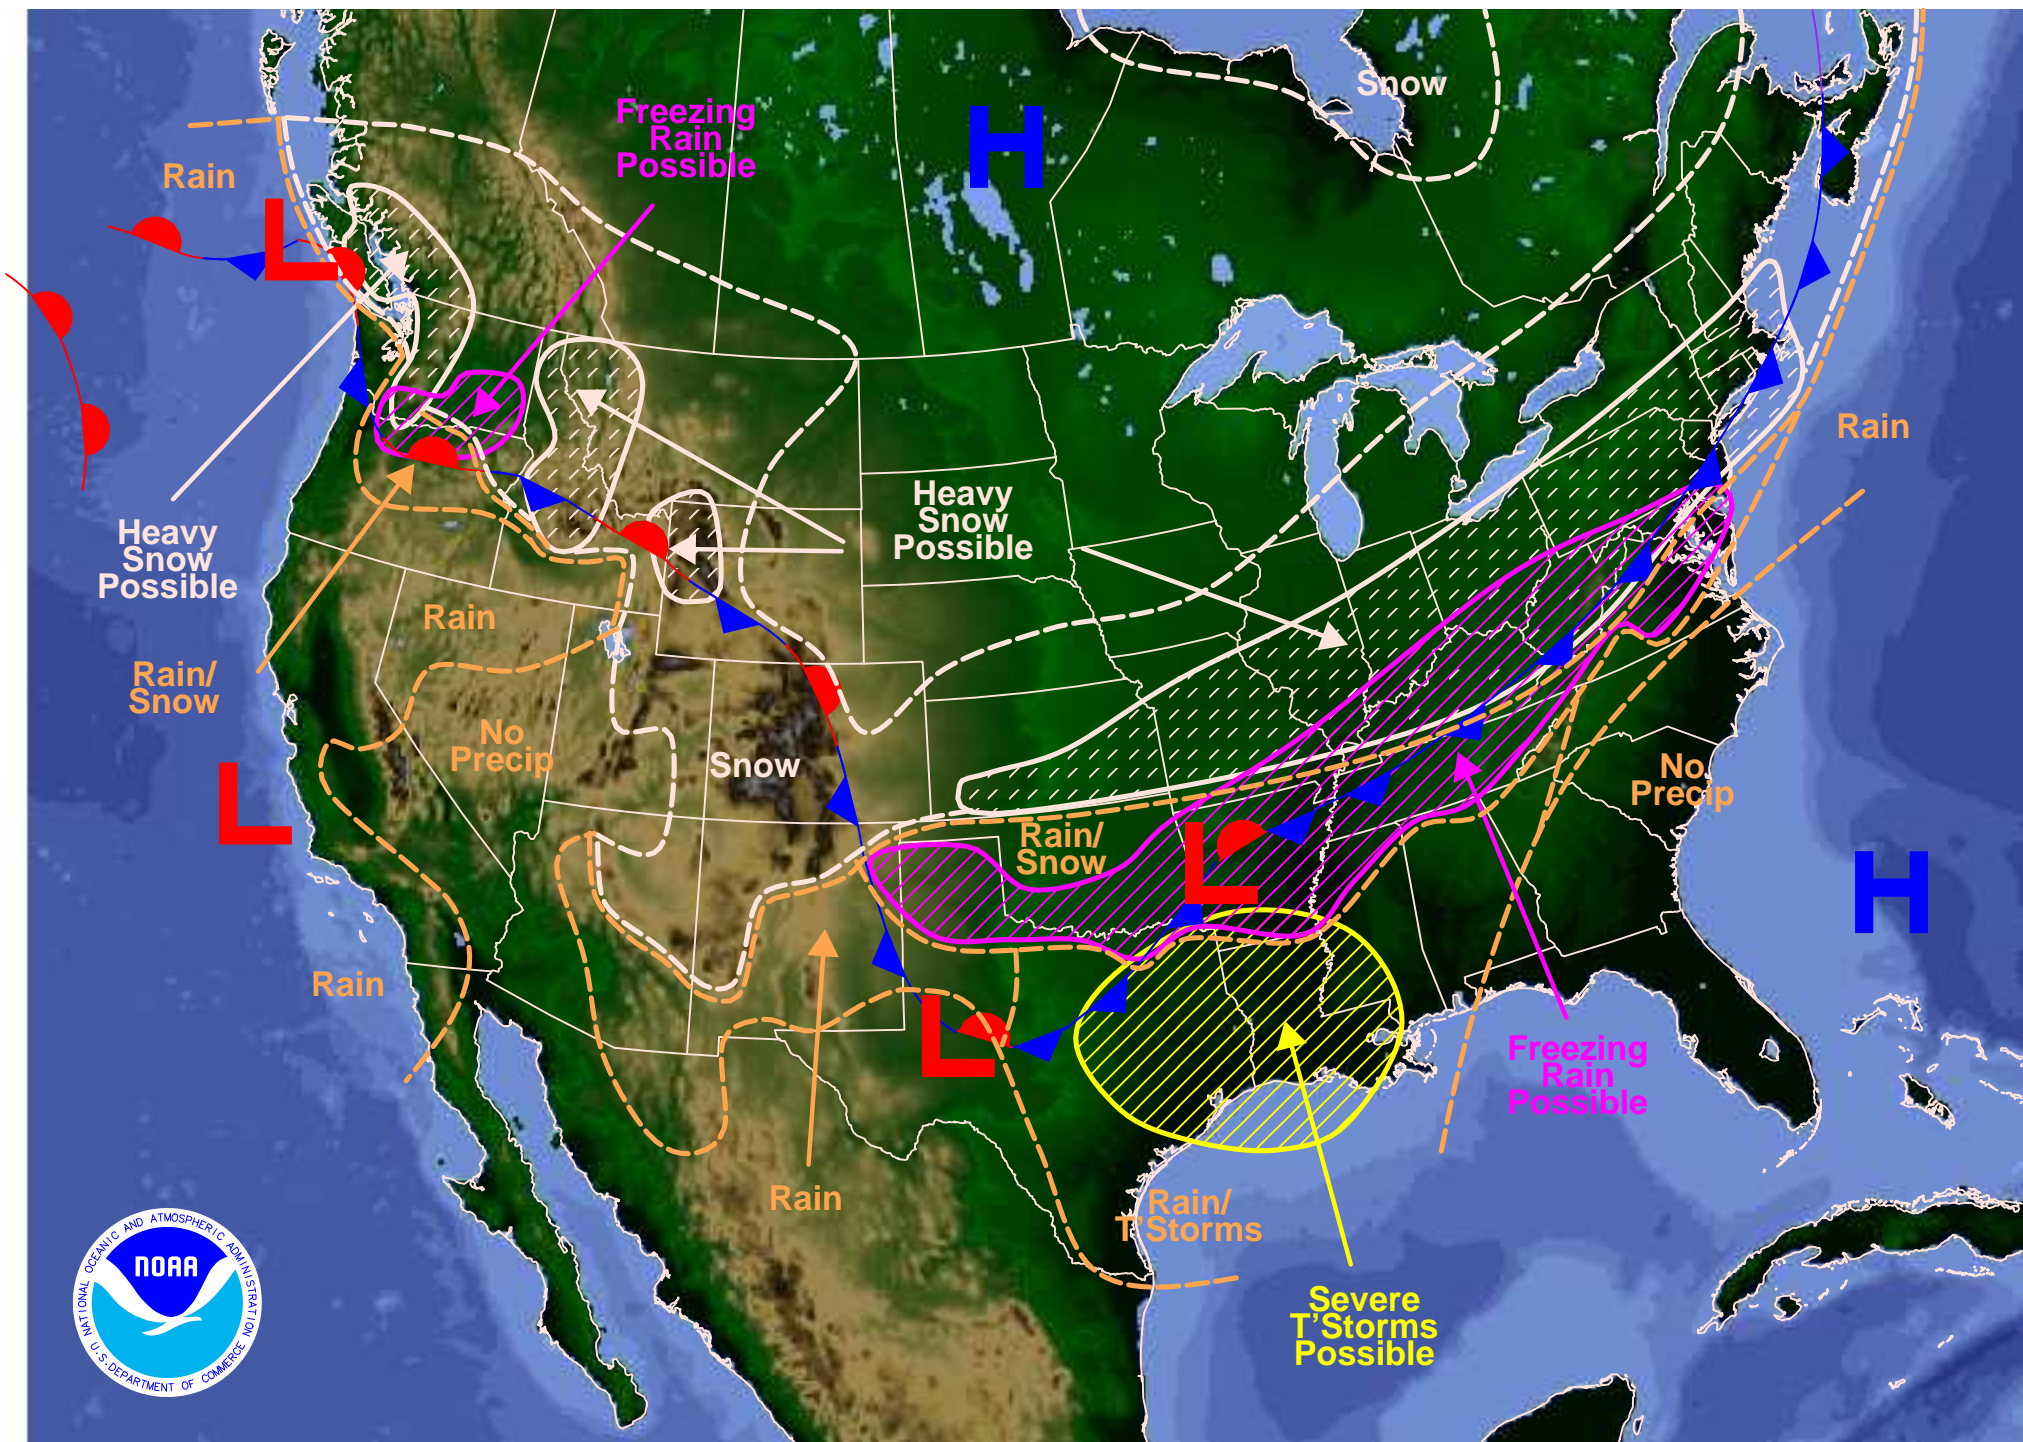 Snow
Freezing
Rain
Possible
H
Rain
L
Rain
Heavy
Snow
Possible
Heavy
Snow
Possible
Rain
Rain/
Snow
No
Precip
Snow
No
Precip
L
Rain/
Snow
L
H
Rain
L
Freezing
Rain
Possible
Rain
Rain/
T'Storms
Severe
T'Storms
Possible
NATIONAL OCEANIC AND ATMOSPHERIC ADMINISTRATION
NOAA
U.S. DEPARTMENT OF COMMERCE